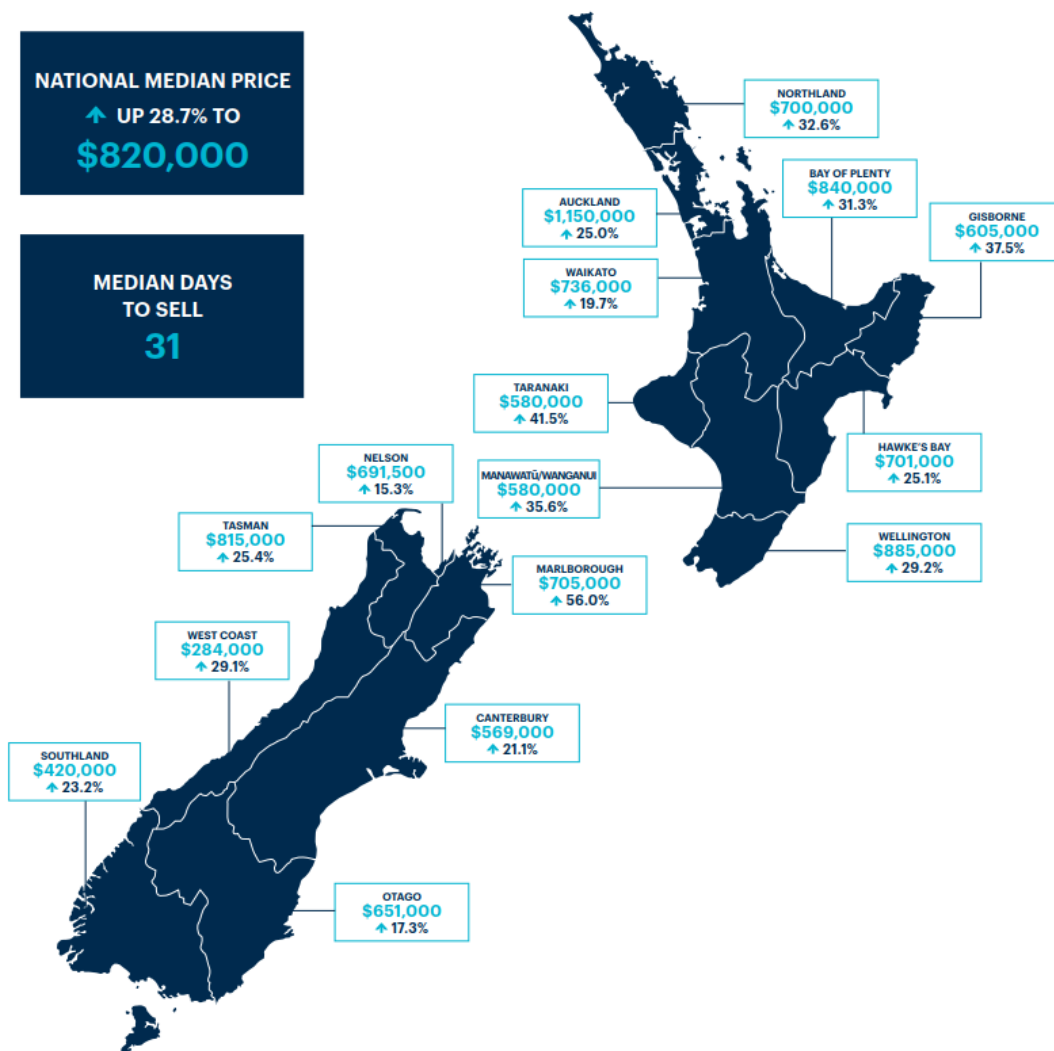 NATIONAL MEDIAN PRICE
UP 28.7% TO
$820,000
MEDIAN DAYS
TO SELL
31
NORTHLAND
$700,000
32.6%
BAY OF PLENTY
$840,000
31.3%
AUCKLAND
$1,150,000
25.0%
GISBORNE
$605,000
37.5%
WAIKATO
$736,000
19.7%
TARANAKI
$580,000
41.5%
HAWKE'S BAY
$701,000
25.1%
NELSON
$691,500
15.3%
MANAWATŪ/WANGANUI
$580,000
35.6%
TASMAN
$815,000
25.4%
WELLINGTON
$885,000
29.2%
MARLBOROUGH
$705,000
56.0%
WEST COAST
$284,000
29.1%
CANTERBURY
$569,000
21.1%
SOUTHLAND
$420,000
23.2%
OTAGO
$651,000
17.3%